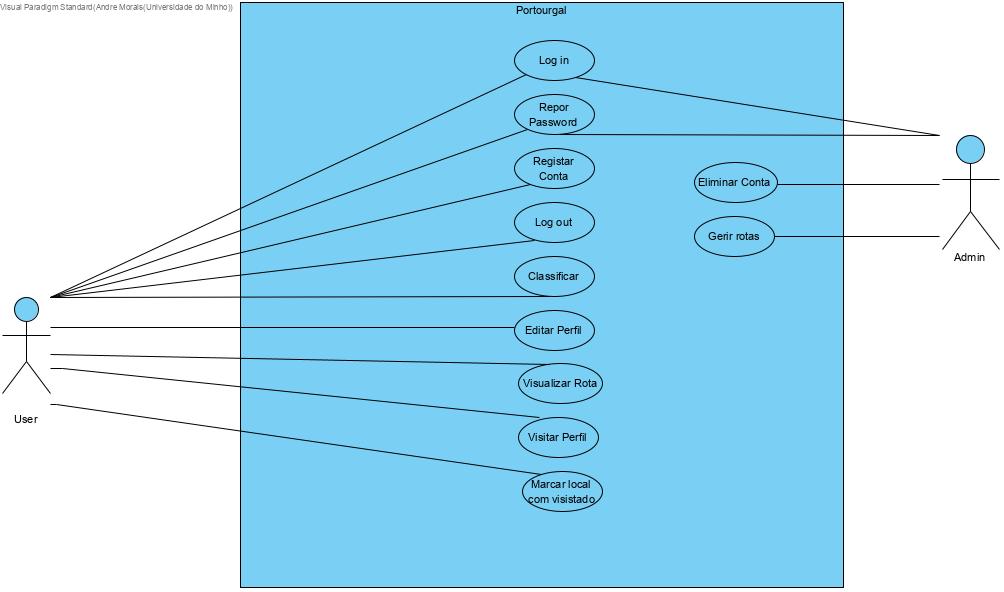 Visual Paradigm Standard(Andre Morais(Universidade do Minho))
Portourgal
Log in
Repor
Password
Registar
Conta
Log out
Classificar
Editar Perfil
Visualizar Rota
Visitar Perfil
Marcar local
com visistado
Eliminar Conta
Gerir rotas
User
Admin